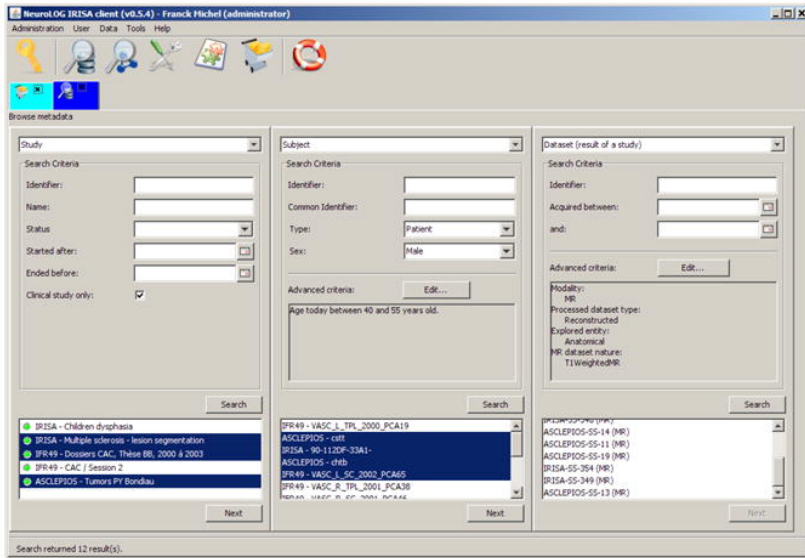 NeuroLOG IRISA client (v0.5.4) - Franck Michel (administrator)
Administration User Data Tools Help
Browse metadata
Study
Search Criteria
Identifier:
Name:
Status
Started after:
Ended before:
Clinical study only:
Search
IRISA - Children dysphasia
IRISA - Multiple sclerosis - lesion segmentation
IFR49 - Dossiers CAC, Thèse BB, 2000 à 2003
IFR49 - CAC / Session 2
ASCLEPIOS - Tumors PY Bondiau
Next
Subject
Search Criteria
Identifier:
Common Identifier:
Type: Patient
Sex: Male
Advanced criteria: Edit...
Age today between 40 and 55 years old.
Search
IFR49 - VASC_L_TPL_2000_PCA19
ASCLEPIOS - cstt
IRISA - 90-112DF-33A1-
ASCLEPIOS - chtb
IFR49 - VASC_L_SC_2002_PCA65
IFR49 - VASC_R_TPL_2001_PCA38
Next
Dataset (result of a study)
Search Criteria
Identifier:
Acquired between:
and:
Advanced criteria: Edit...
Modality:
MR
Processed dataset type:
Reconstructed
Explored entity:
Anatomical
MR dataset nature:
T1WeightedMR
Search
ASCLEPIOS-SS-14 (MR)
ASCLEPIOS-SS-11 (MR)
ASCLEPIOS-SS-19 (MR)
IRISA-SS-354 (MR)
IRISA-SS-349 (MR)
ASCLEPIOS-SS-13 (MR)
Next
Search returned 12 result(s).